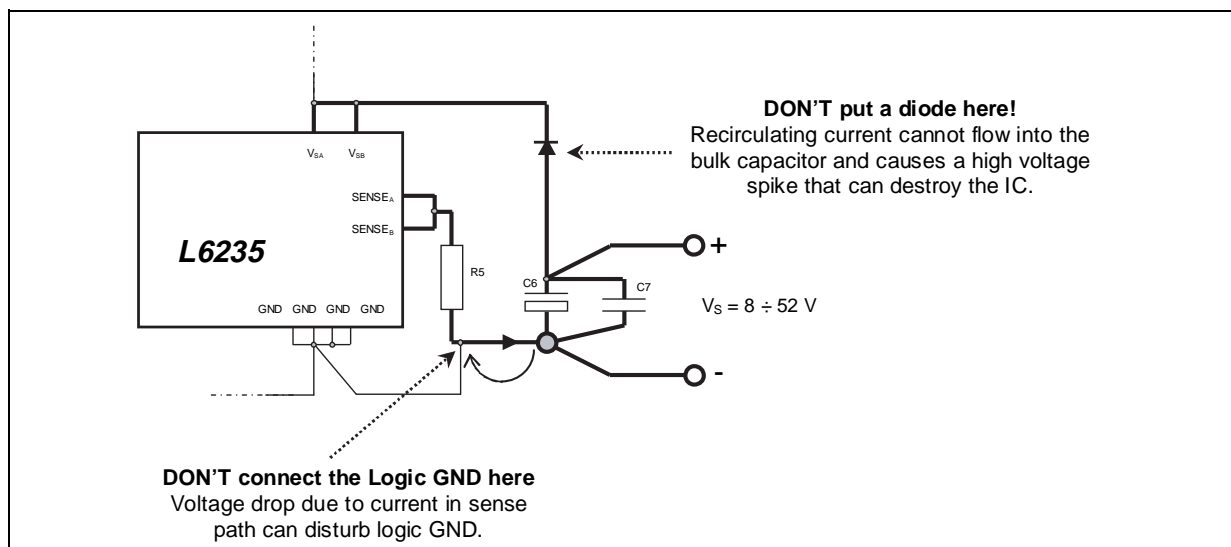 DON'T put a diode here!
Recirculating current cannot flow into the
bulk capacitor and causes a high voltage
spike that can destroy the IC.
VSA VSB
SENSEA
SENSEB
L6235
R5
C6
C7
+
VS = 8 ÷ 52 V
-
GND GND GND GND
DON'T connect the Logic GND here
Voltage drop due to current in sense
path can disturb logic GND.